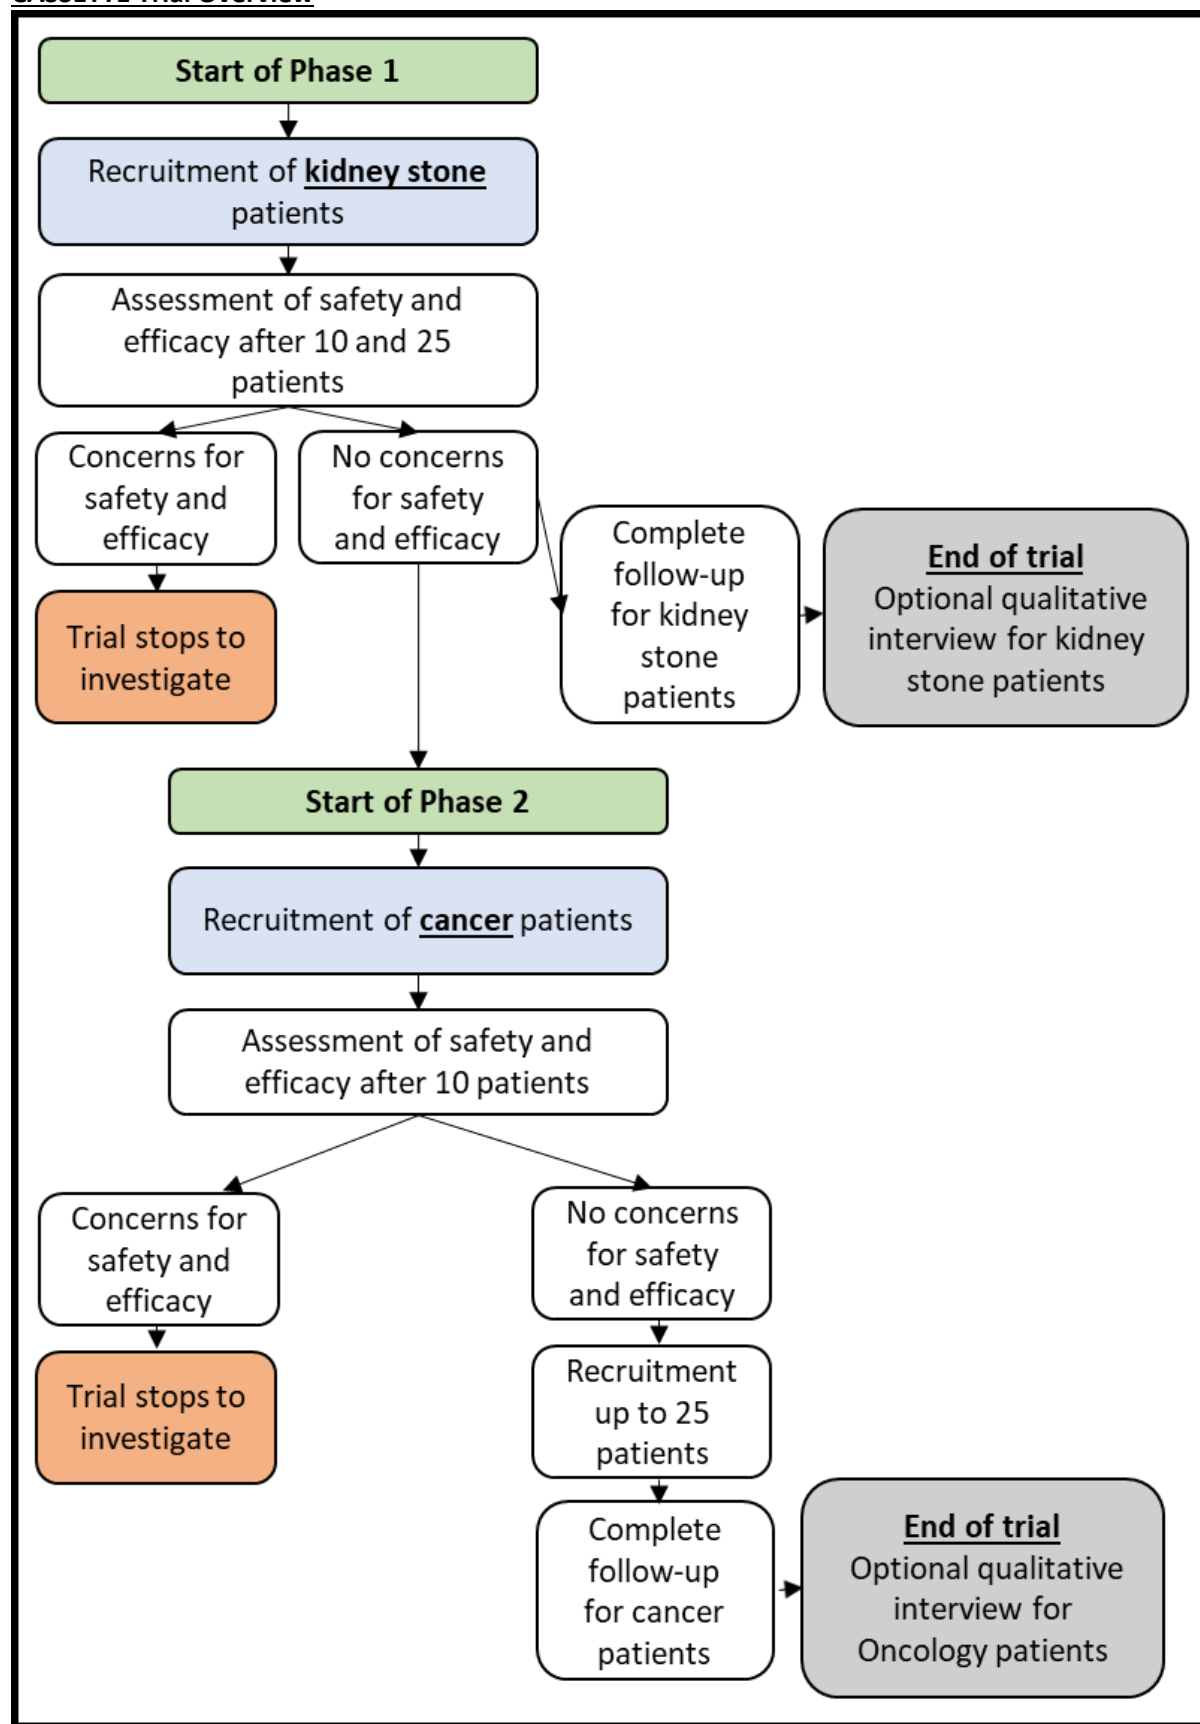 CASSETTE Trial Overview
Start of Phase 1
Recruitment of kidney stone
patients
Assessment of safety and
efficacy after 10 and 25
patients
Concerns for
safety and
efficacy
No concerns
for safety
and efficacy
Trial stops to
investigate
Complete
follow-up
for kidney
stone
patients
End of trial
Optional qualitative
interview for kidney
stone patients
Start of Phase 2
Recruitment of cancer patients
Assessment of safety and
efficacy after 10 patients
Concerns for
safety and
efficacy
No concerns
for safety
and efficacy
Trial stops to
investigate
Recruitment
up to 25
patients
Complete
follow-up
for cancer
patients
End of trial
Optional qualitative
interview for
Oncology patients